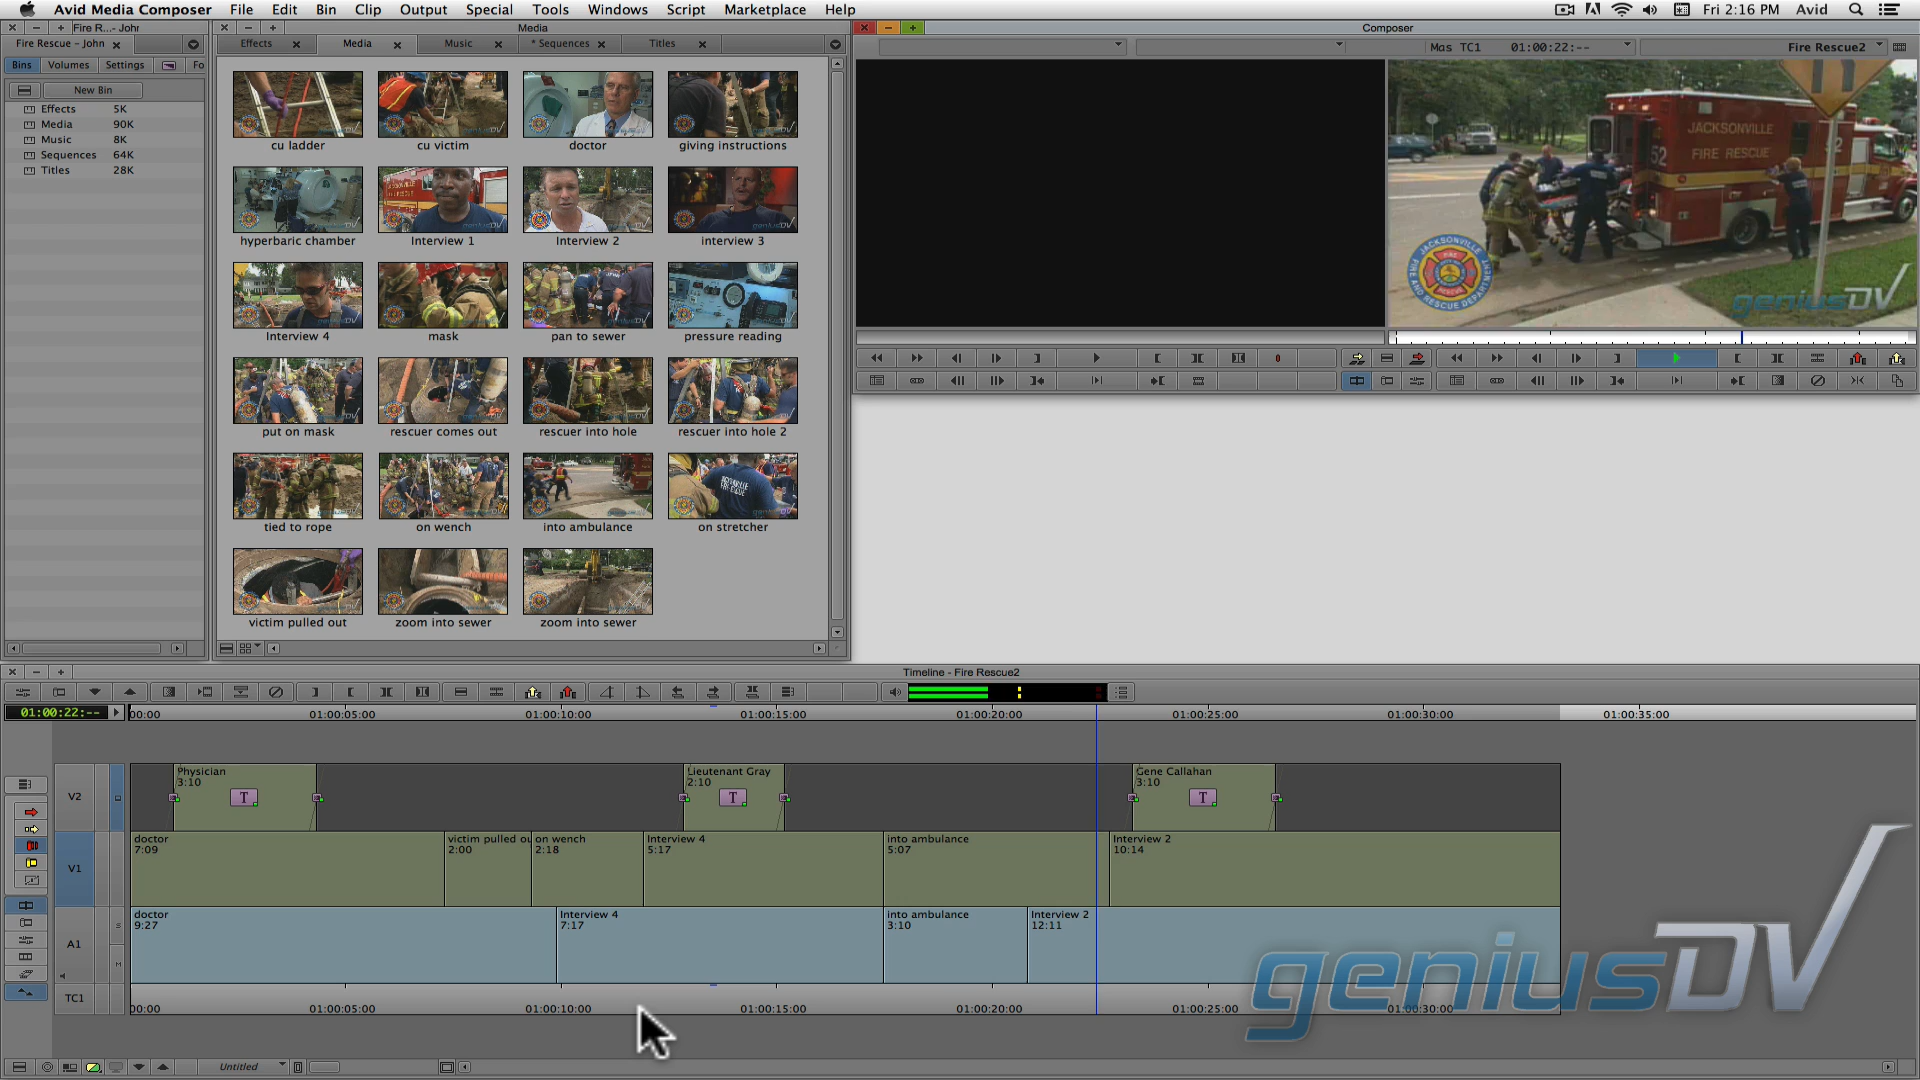 Avid Media Composer File Edit Bin Clip Output Special Tools Windows Script Marketplace Help
Fri 2:16 PM Avid
Fire R...- John
Media
Composer
Fire Rescue - John
Effects Media Music * Sequences Titles
Mas TC1 01:00:22:-- Fire Rescue2
Bins Volumes Settings Fo
New Bin
Effects 5K
Media 90K
Music 8K
Sequences 64K
Titles 28K
cu ladder cu victim doctor giving instructions
hyperbaric chamber Interview 1 Interview 2 interview 3
Interview 4 mask pan to sewer pressure reading
put on mask rescuer comes out rescuer into hole rescuer into hole 2
tied to rope on wench into ambulance on stretcher
victim pulled out zoom into sewer zoom into sewer
JACKSONVILLE
FIRE RESCUE
52
JACKSONVILLE
FIRE AND RESCUE DEPARTMENT
geniusDV
Timeline - Fire Rescue2
01:00:22:--
00:00 01:00:05:00 01:00:10:00 01:00:15:00 01:00:20:00 01:00:25:00 01:00:30:00 01:00:35:00
V2
Physician
3:10
T
Lieutenant Gray
2:10
T
Gene Callahan
3:10
T
V1
doctor
7:09
victim pulled ou
2:00
on wench
2:18
Interview 4
5:17
into ambulance
5:07
Interview 2
10:14
A1
S
M
doctor
9:27
Interview 4
7:17
into ambulance
3:10
Interview 2
12:11
TC1
00:00 01:00:05:00 01:00:10:00 01:00:15:00 01:00:20:00 01:00:25:00 01:00:30:00
geniusDV
Untitled